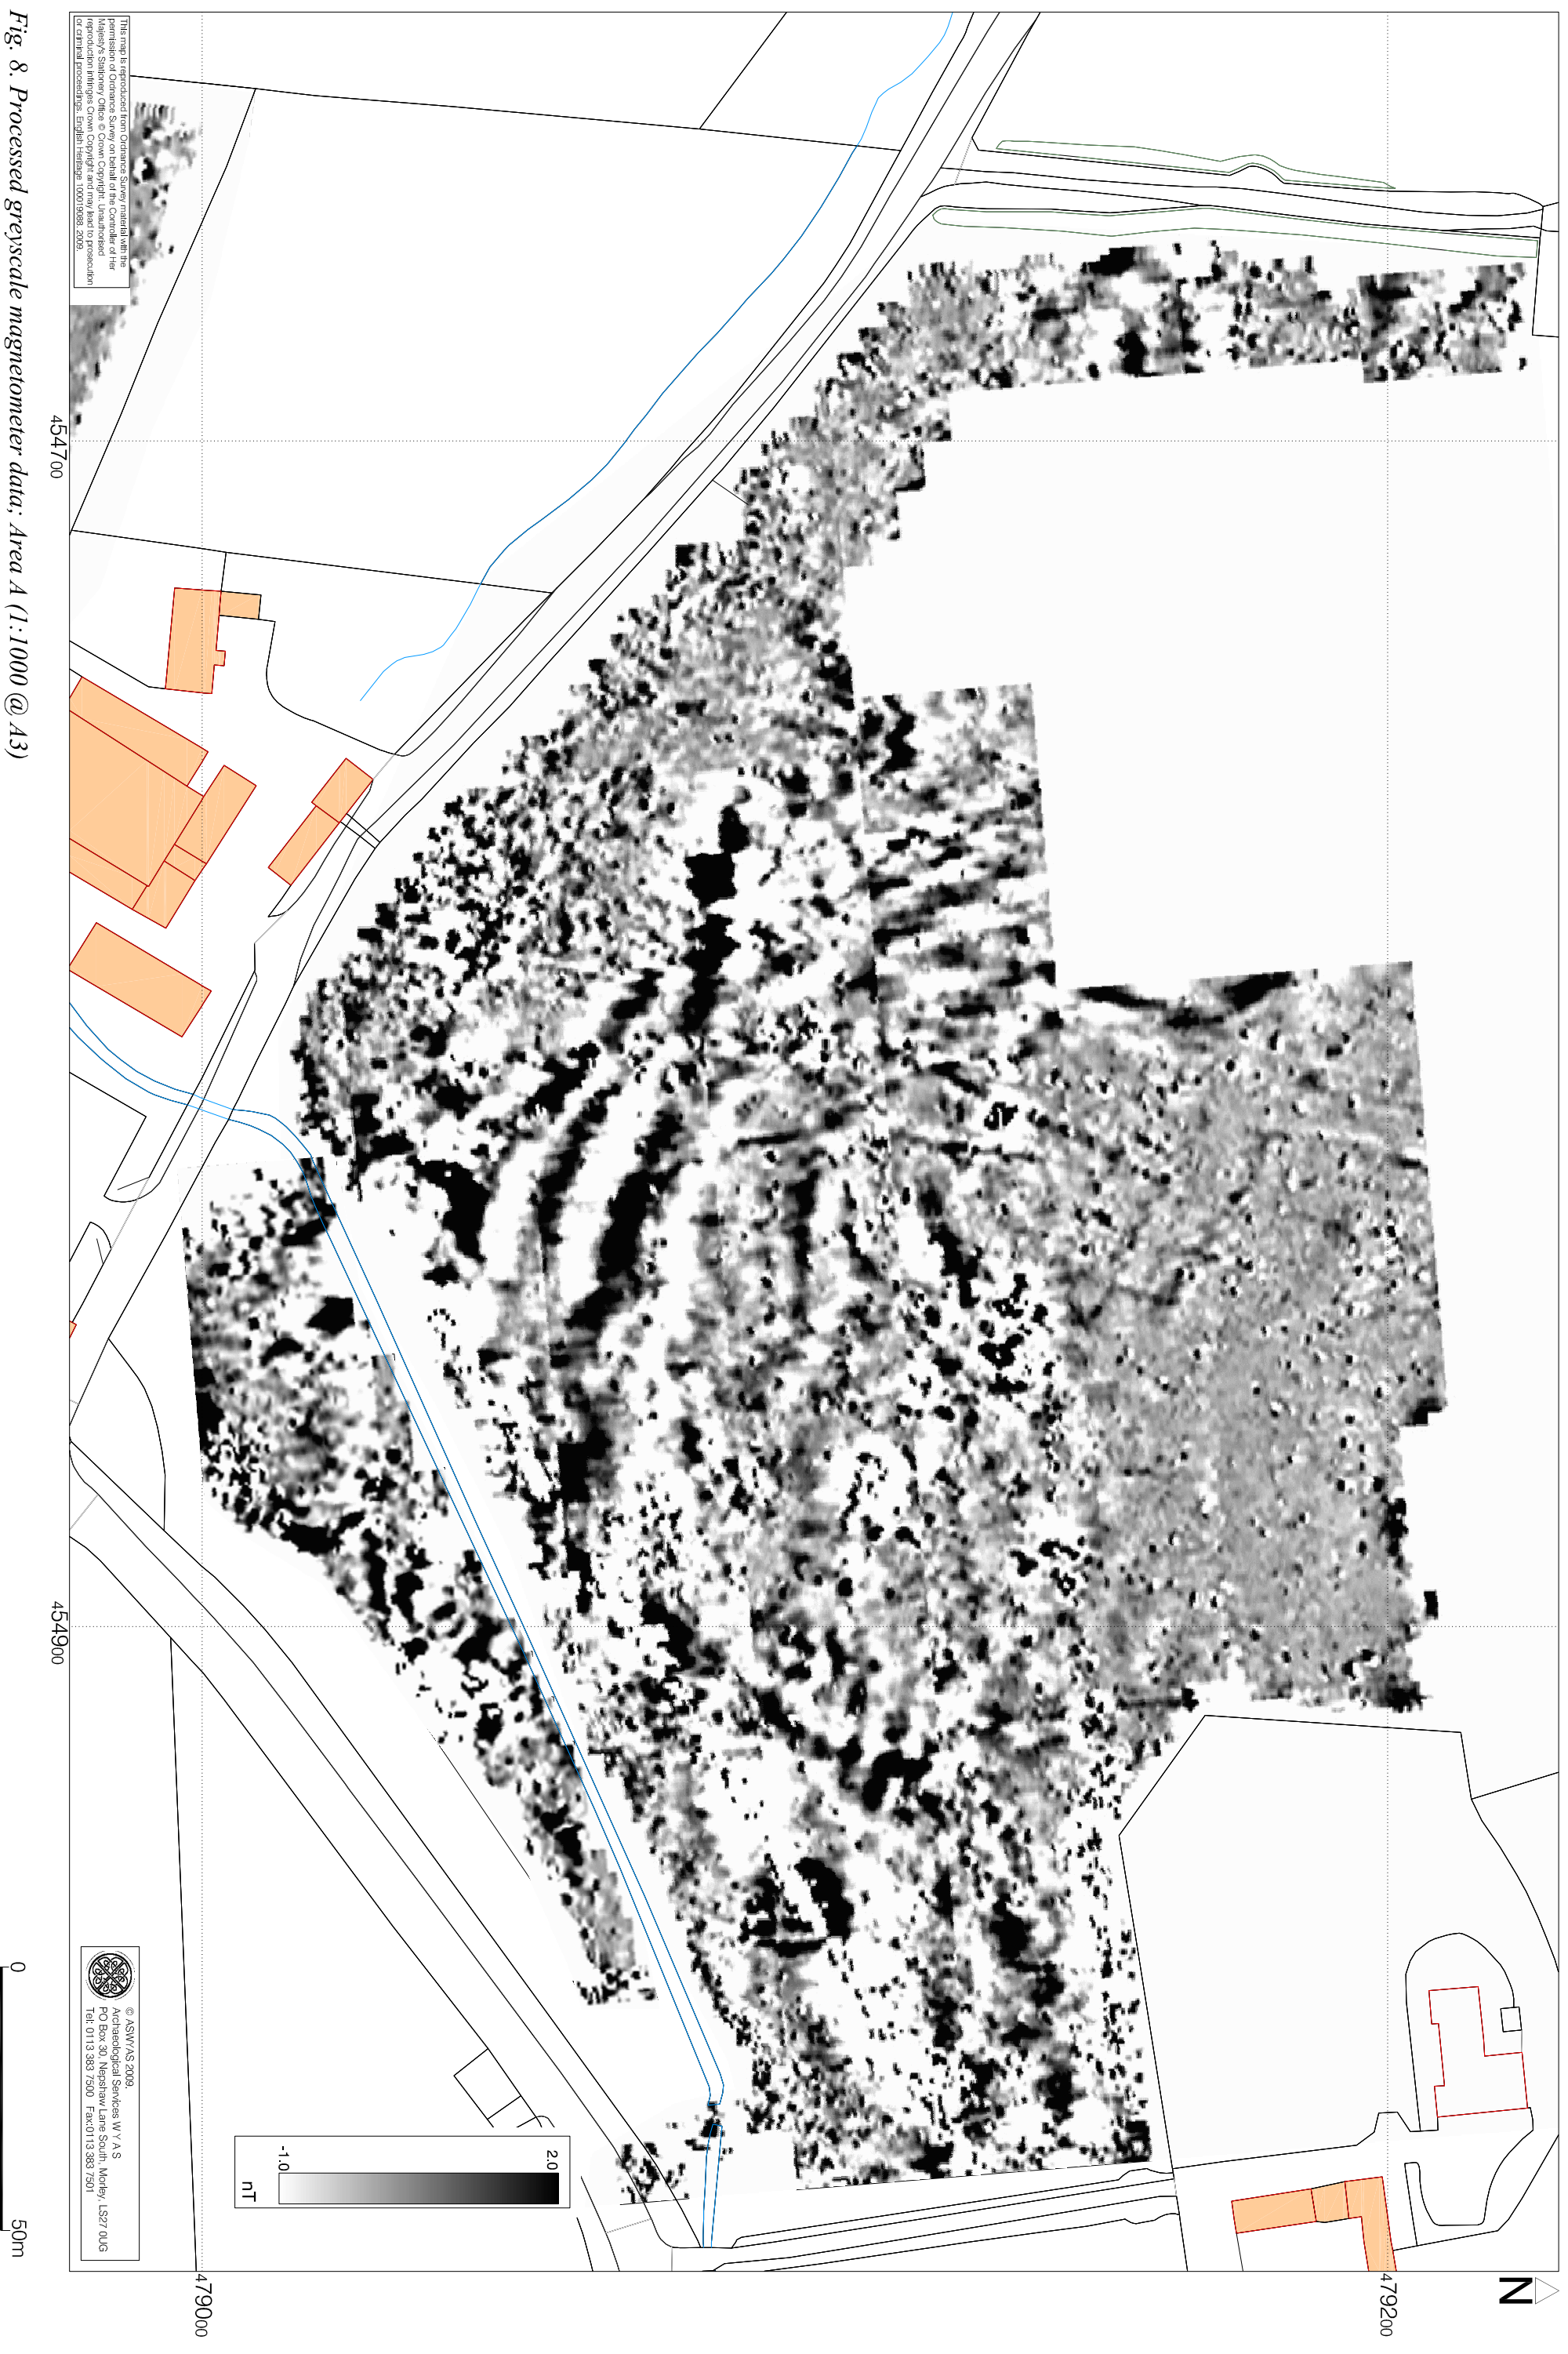 This map is reproduced from Ordnance Survey material with the
permission of Ordnance Survey on behalf of the Controller of Her
Majesty's Stationery Office © Crown Copyright. Unauthorised
reproduction infringes Crown Copyright and may lead to prosecution
or criminal proceedings. English Heritage 100019088. 2009.
454700
454900
479200
479000
N
2.0
-1.0
nT
© ASWYAS 2009.
Archaeological Services W Y A S
PO Box 30, Nepshaw Lane South, Morley, LS27 0UG
Tel: 0113 383 7500 Fax:0113 383 7501
0
50m
Fig. 8. Processed greyscale magnetometer data; Area A (1:1000 @ A3)